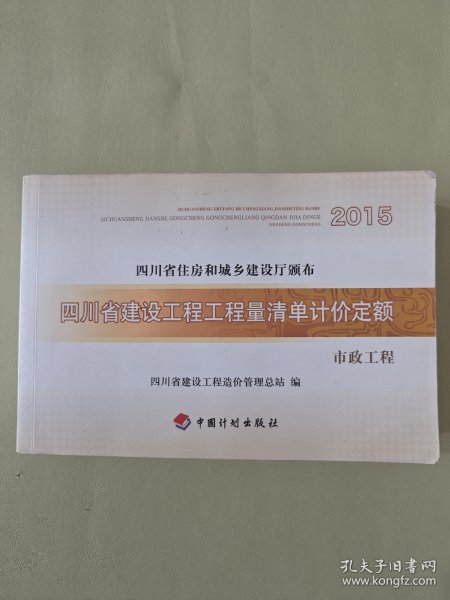 SICHUANSHENG ZHUFANG HE CHENGXIANG JIANSHETING BANBU
SICHUANSHENG JIANSHE GONGCHENG GONGCHENGLIANG QINGDAN JIJIA DINGE
SHIZHENG GONGCHENG
2015
四川省住房和城乡建设厅颁布
四川省建设工程工程量清单计价定额
市政工程
四川省建设工程造价管理总站 编
中国计划出版社
孔夫子旧书网
www.kongfz.com